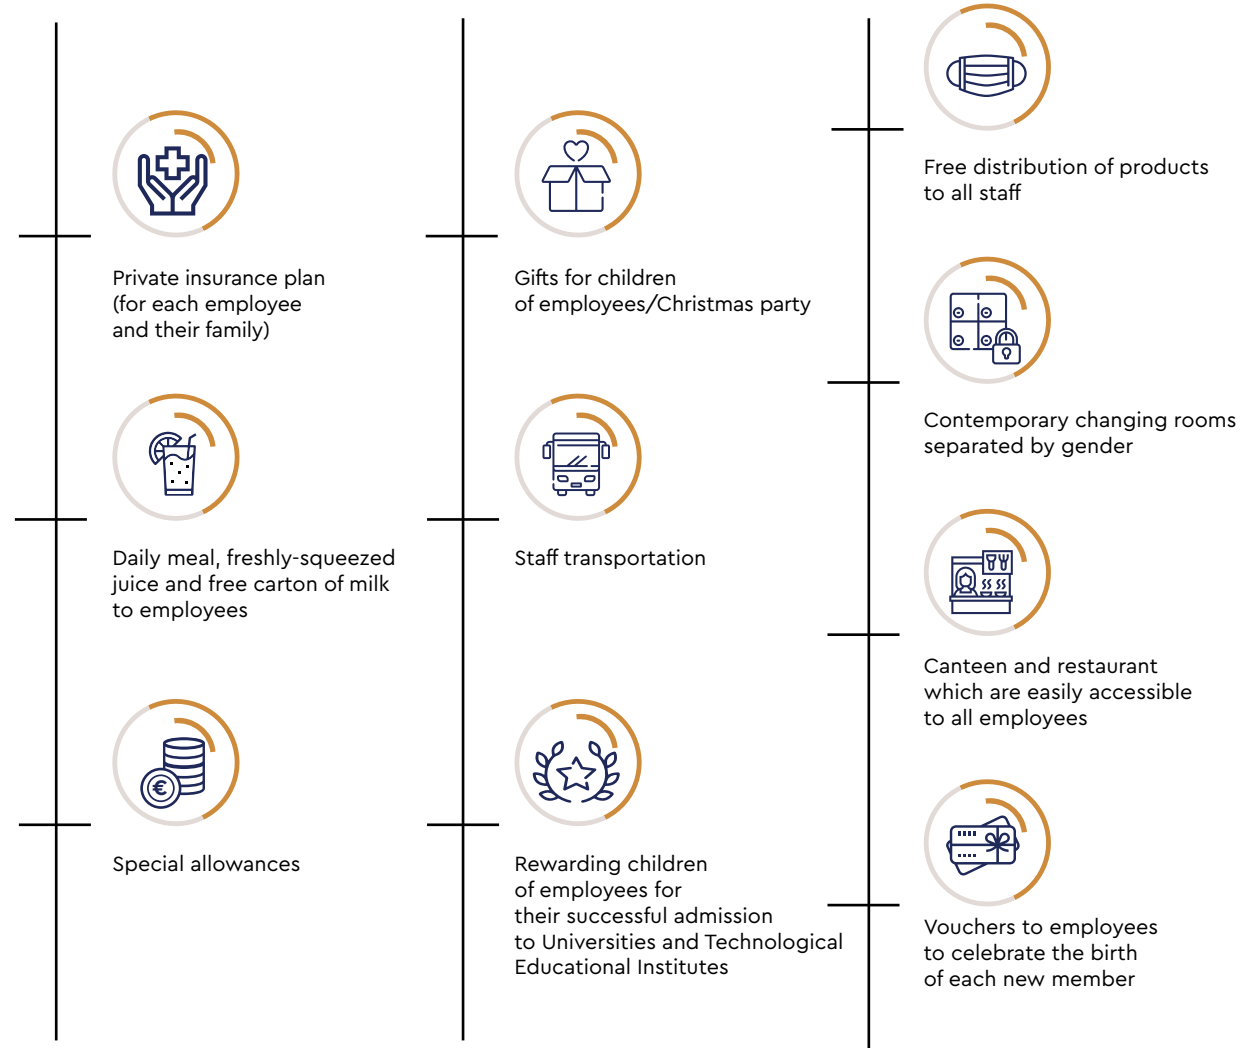 Private insurance plan
(for each employee
and their family)
Daily meal, freshly-squeezed
juice and free carton of milk
to employees
€
Special allowances
Gifts for children
of employees/Christmas party
Staff transportation
Rewarding children
of employees for
their successful admission
to Universities and Technological
Educational Institutes
Free distribution of products
to all staff
Contemporary changing rooms
separated by gender
Canteen and restaurant
which are easily accessible
to all employees
Vouchers to employees
to celebrate the birth
of each new member